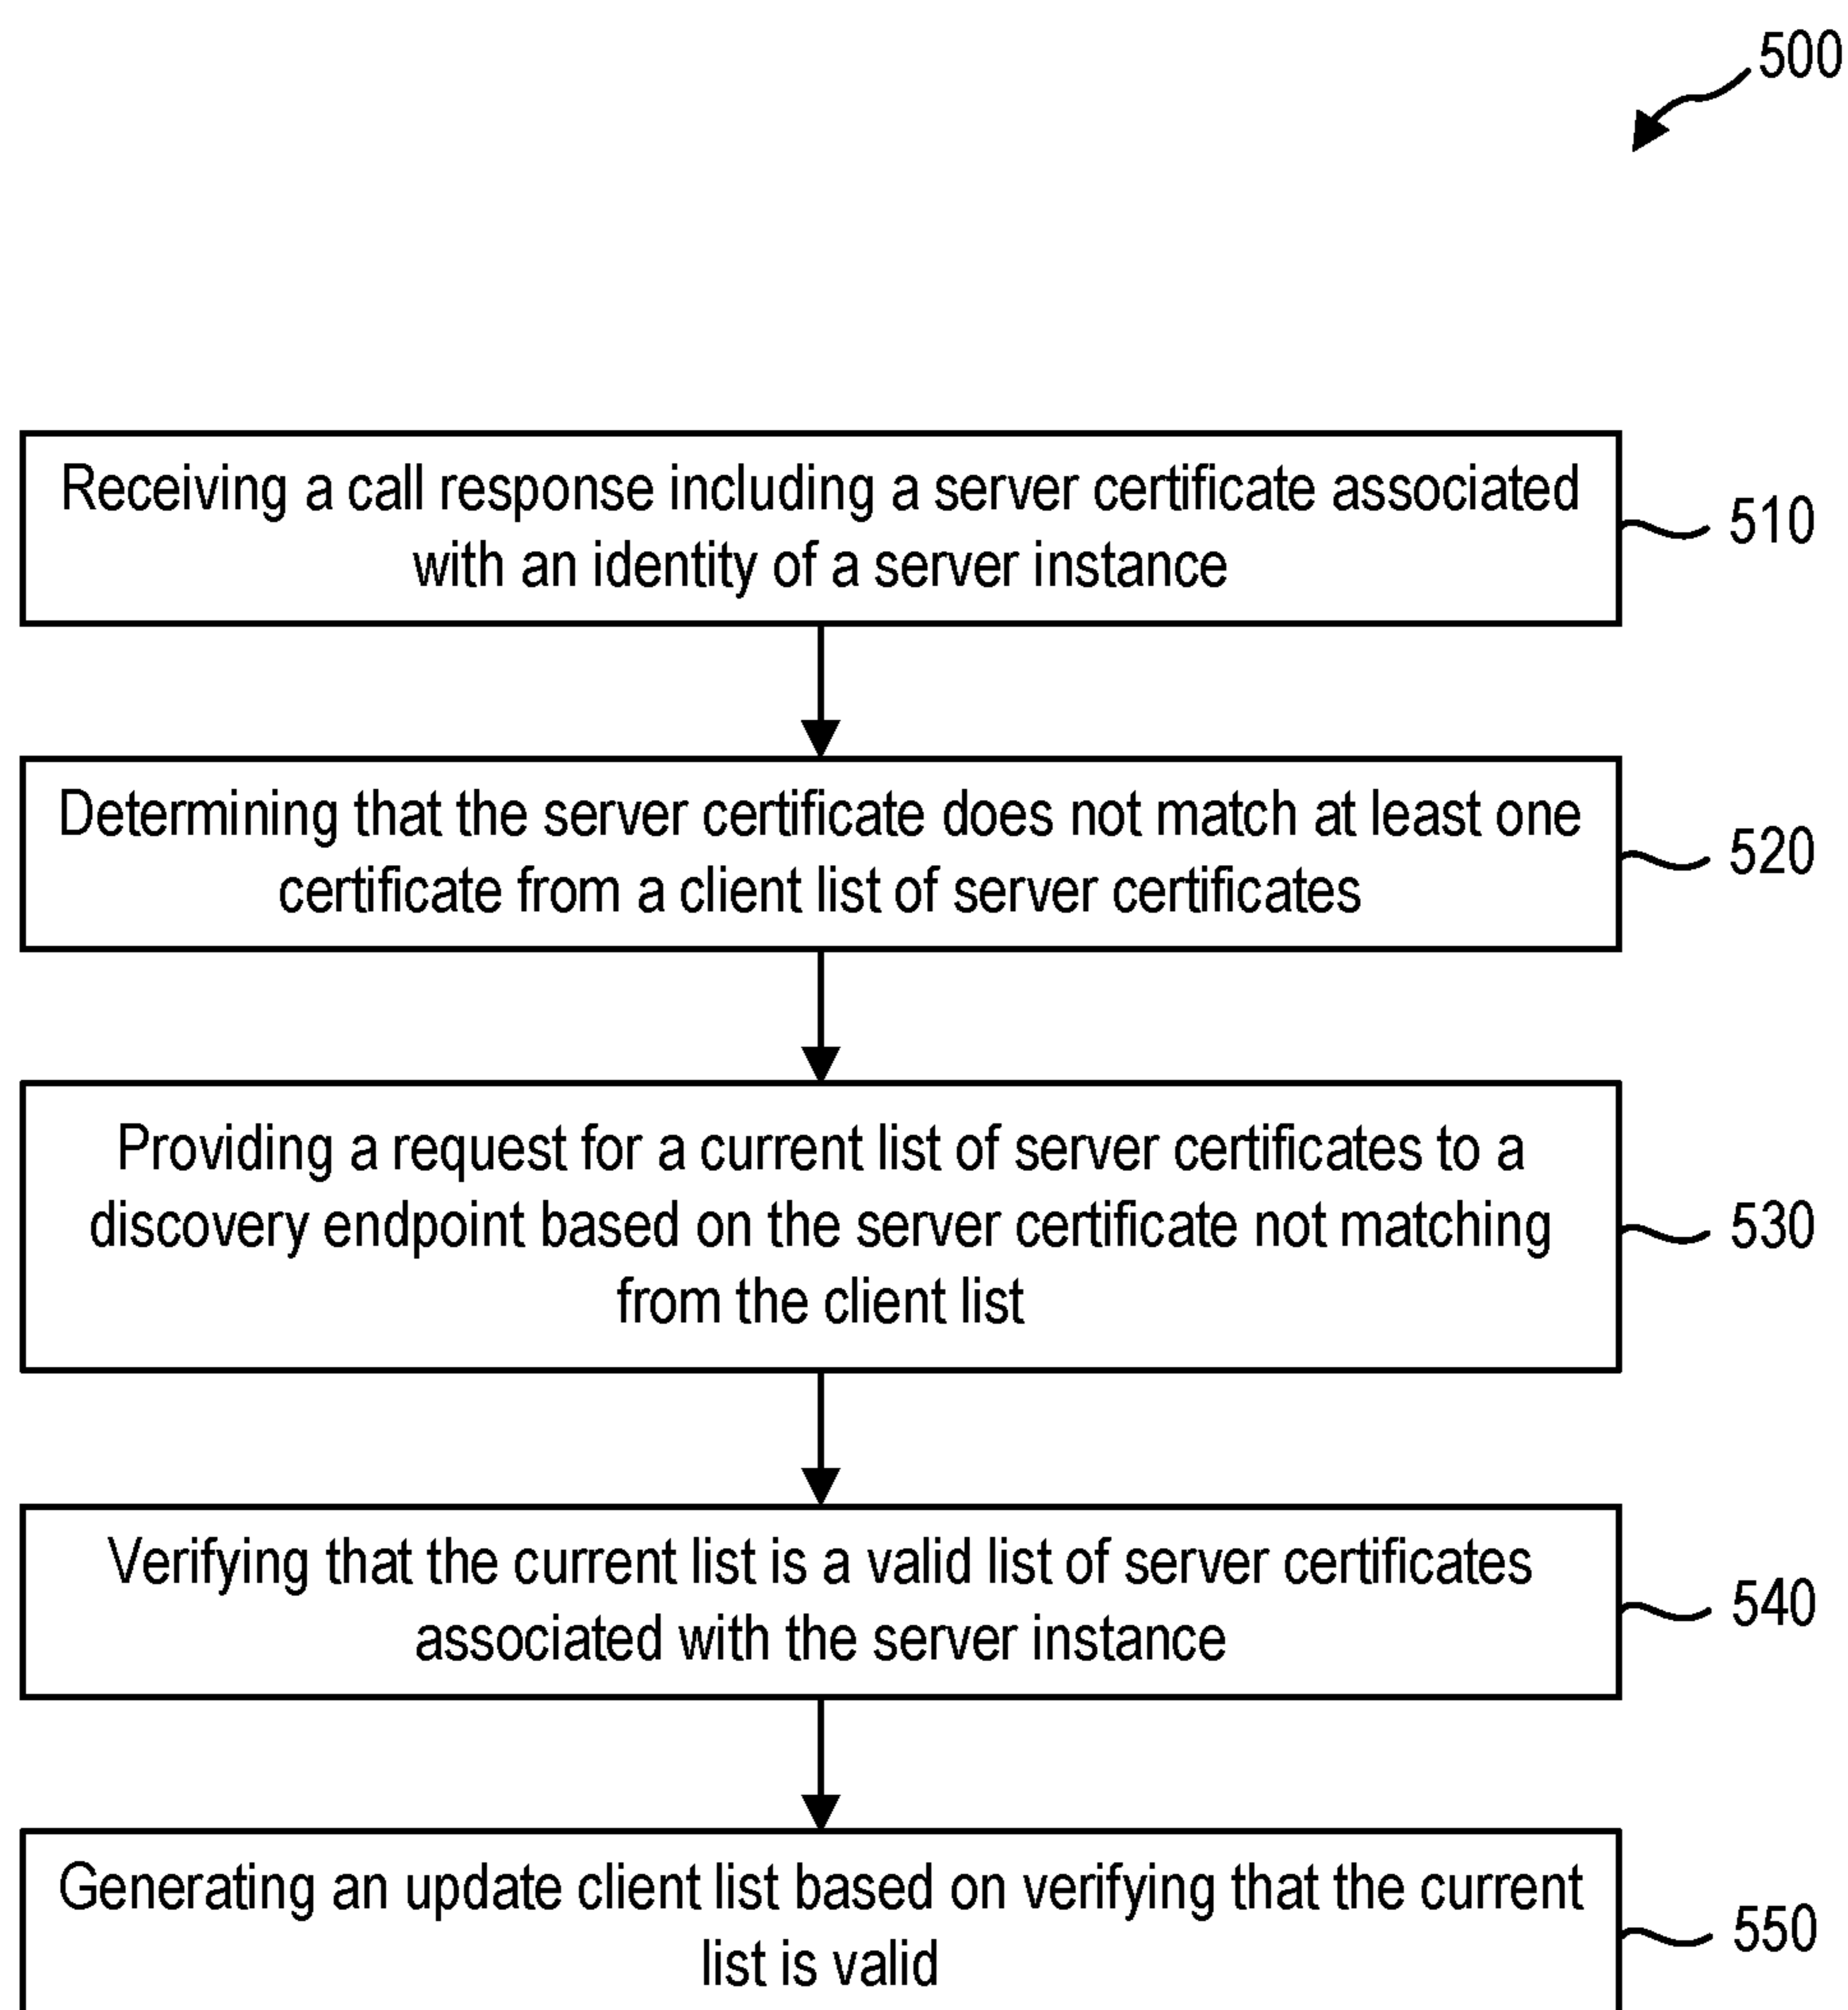 500
Receiving a call response including a server certificate associated
with an identity of a server instance
510
Determining that the server certificate does not match at least one
certificate from a client list of server certificates
520
Providing a request for a current list of server certificates to a
discovery endpoint based on the server certificate not matching
from the client list
530
Verifying that the current list is a valid list of server certificates
associated with the server instance
540
Generating an update client list based on verifying that the current
list is valid
550